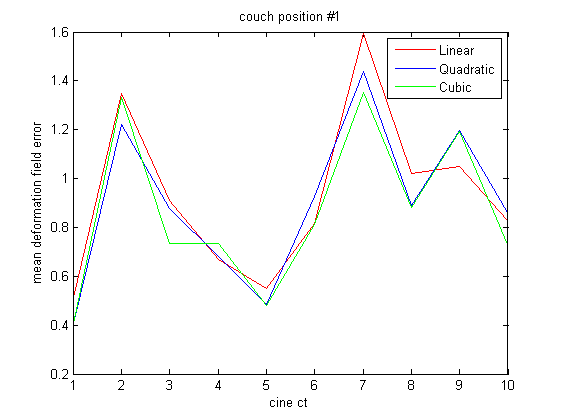 couch position #1
Linear
Quadratic
Cubic
mean deformation field error
1.6
1.4
1.2
1
0.8
0.6
0.4
0.2
1 2 3 4 5 6 7 8 9 10
cine ct